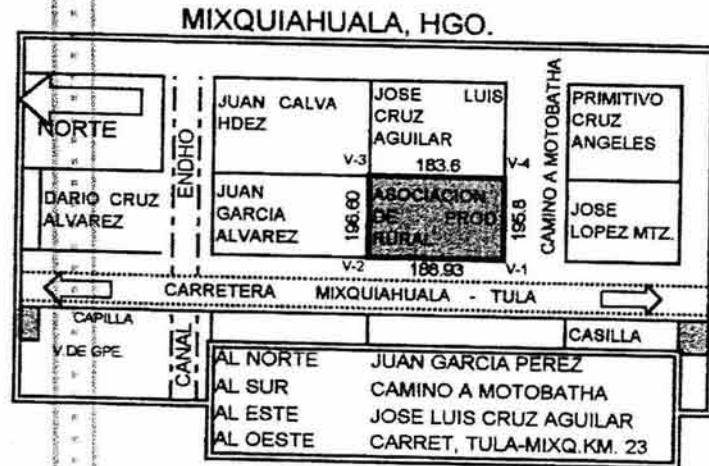 MIXQUIAHUALA, HGO.
NORTE
ENDHO
JUAN CALVA
HDEZ
JOSE LUIS
CRUZ
AGUILAR
CAMINO A MOTOBATHA
PRIMITIVO
CRUZ
ANGELES
V-3
183.6
V-4
DARIO CRUZ
ALVAREZ
JUAN
GARCIA
ALVAREZ
196.60
ASOCIACION
DE PROD
RURAL
195.8
JOSE
LOPEZ MTZ.
V-2
186.93
V-1
CARRETERA MIXQUIAHUALA - TULA
CAPILLA
V.DE GPE.
CANAL
CASILLA
AL NORTE JUAN GARCIA PEREZ
AL SUR CAMINO A MOTOBATHA
AL ESTE JOSE LUIS CRUZ AGUILAR
AL OESTE CARRET, TULA-MIXQ.KM. 23